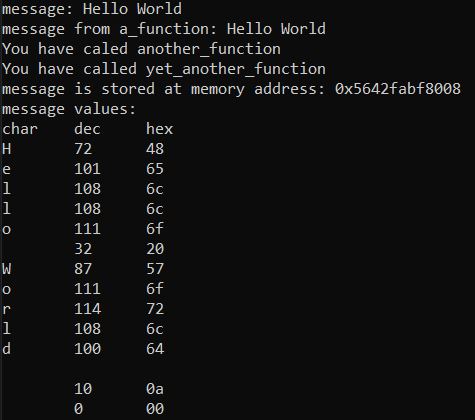 message: Hello World
message from a_function: Hello World
You have caled another_function
You have called yet_another_function
message is stored at memory address: 0x5642fabf8008
message values:
char    dec     hex
H       72      48
e       101     65
l       108     6c
l       108     6c
o       111     6f
        32      20
W       87      57
o       111     6f
r       114     72
l       108     6c
d       100     64

        10      0a
        0       00